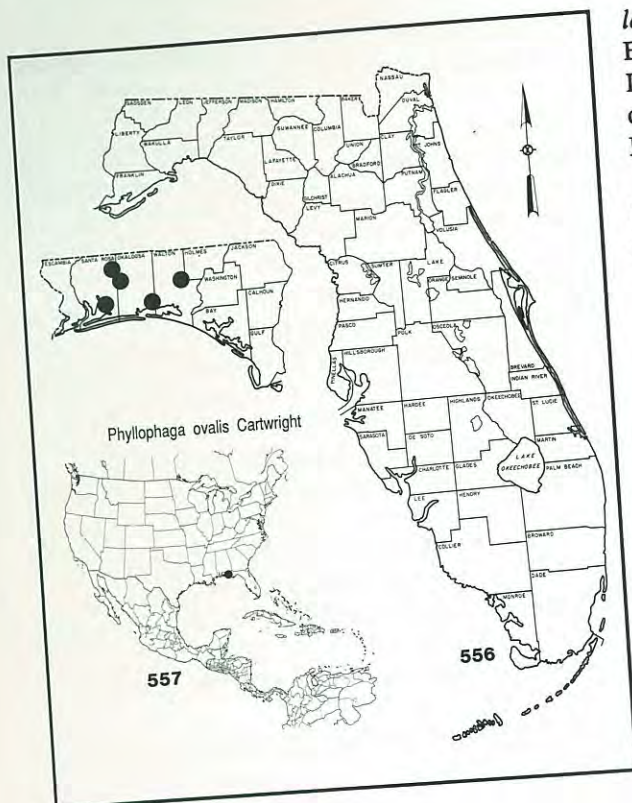 NASSAU
GADSDEN LEON JEFFERSON MADISON HAMILTON BAKER DUVAL
LIBERTY WAKULLA TAYLOR SUWANNEE COLUMBIA UNION CLAY ST JOHNS
FRANKLIN LAFAYETTE BRADFORD PUTNAM
DIXIE GILCHRIST ALACHUA FLAGLER
LEVY MARION VOLUSIA
ESCAMBIA SANTA ROSA OKALOOSA WALTON HOLMES JACKSON
WASHINGTON
BAY CALHOUN
GULF
CITRUS SUMTER LAKE
ORANGE SEMINOLE
HERNANDO
PASCO POLK OSCEOLA
HILLSBOROUGH
PINELLAS BREVARD
INDIAN RIVER
MANATEE HARDEE HIGHLANDS OKEECHOBEE ST LUCIE
SARASOTA DE SOTO MARTIN
CHARLOTTE GLADES LAKE OKEECHOBEE PALM BEACH
LEE HENDRY
COLLIER BROWARD
MONROE DADE
Phyllophaga ovalis Cartwright
557
556